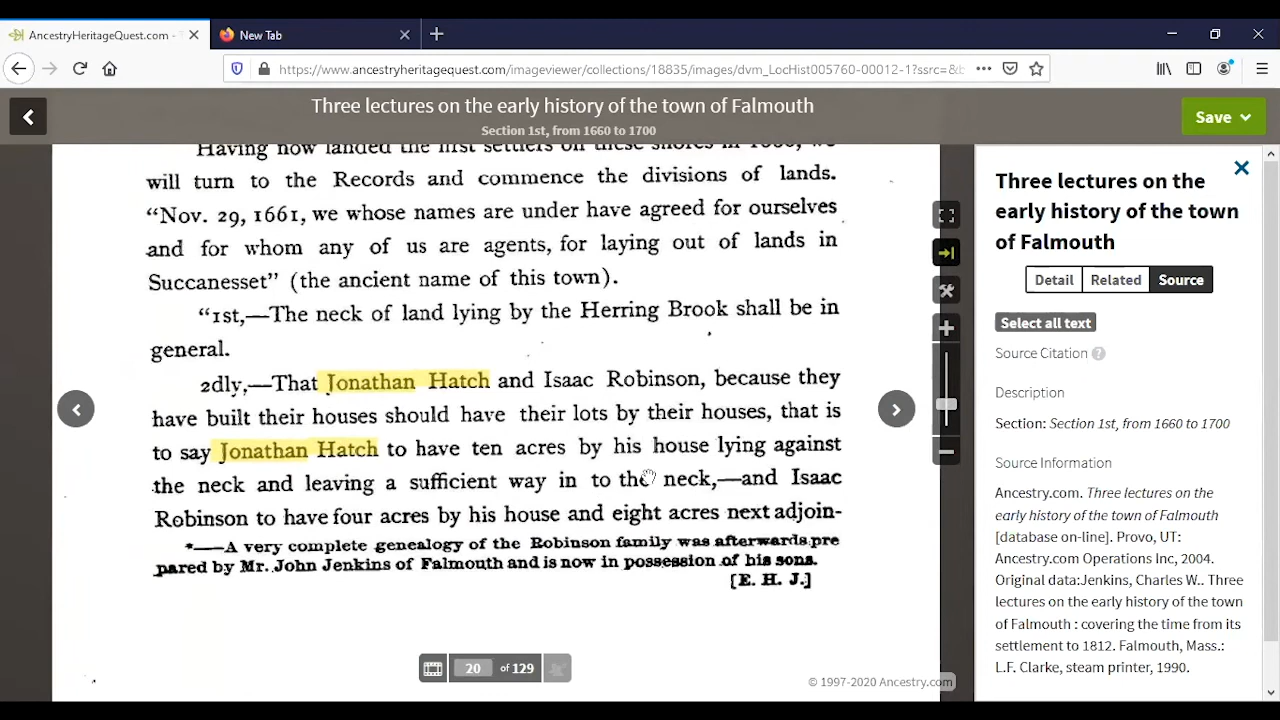 AncestryHeritageQuest.com -
New Tab
https://www.ancestryheritagequest.com/imageviewer/collections/18835/images/dvm_LocHist005760-00012-1?ssrc=&
Three lectures on the early history of the town of Falmouth
Section 1st, from 1660 to 1700
Save
Having now landed the first settlers on these shores in 1660, we
will turn to the Records and commence the divisions of lands.
“Nov. 29, 1661, we whose names are under have agreed for ourselves
and for whom any of us are agents, for laying out of lands in
Succanesset” (the ancient name of this town).
“1st,—The neck of land lying by the Herring Brook shall be in
general.
2dly,—That Jonathan Hatch and Isaac Robinson, because they
have built their houses should have their lots by their houses, that is
to say Jonathan Hatch to have ten acres by his house lying against
the neck and leaving a sufficient way in to the neck,—and Isaac
Robinson to have four acres by his house and eight acres next adjoin-
*—A very complete genealogy of the Robinson family was afterwards pre
pared by Mr. John Jenkins of Falmouth and is now in possession of his sons.
[E. H. J.]
20 of 129
© 1997-2020 Ancestry.com
Three lectures on the
early history of the town
of Falmouth
Detail Related Source
Select all text
Source Citation ?
Description
Section: Section 1st, from 1660 to 1700
Source Information
Ancestry.com. Three lectures on the
early history of the town of Falmouth
[database on-line]. Provo, UT:
Ancestry.com Operations Inc, 2004.
Original data:Jenkins, Charles W.. Three
lectures on the early history of the town
of Falmouth : covering the time from its
settlement to 1812. Falmouth, Mass.:
L.F. Clarke, steam printer, 1990.